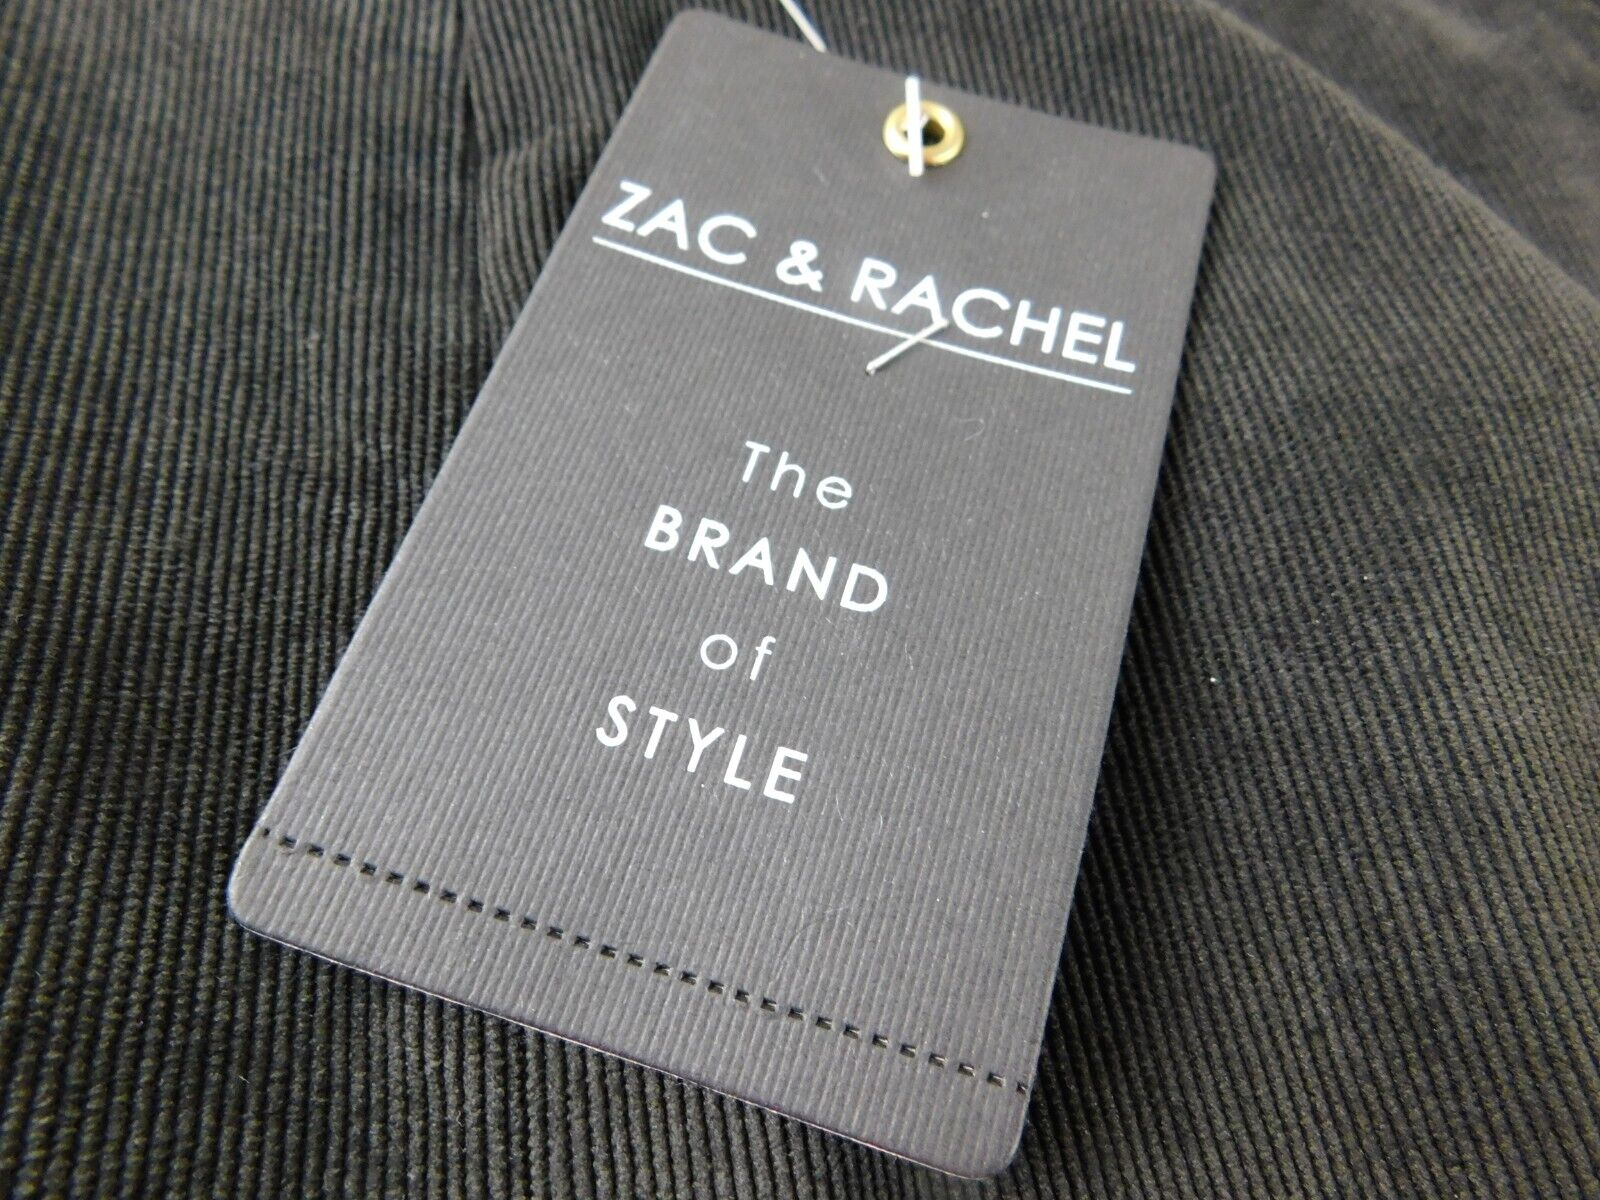 ZAC & RACHEL
The
BRAND
of
STYLE